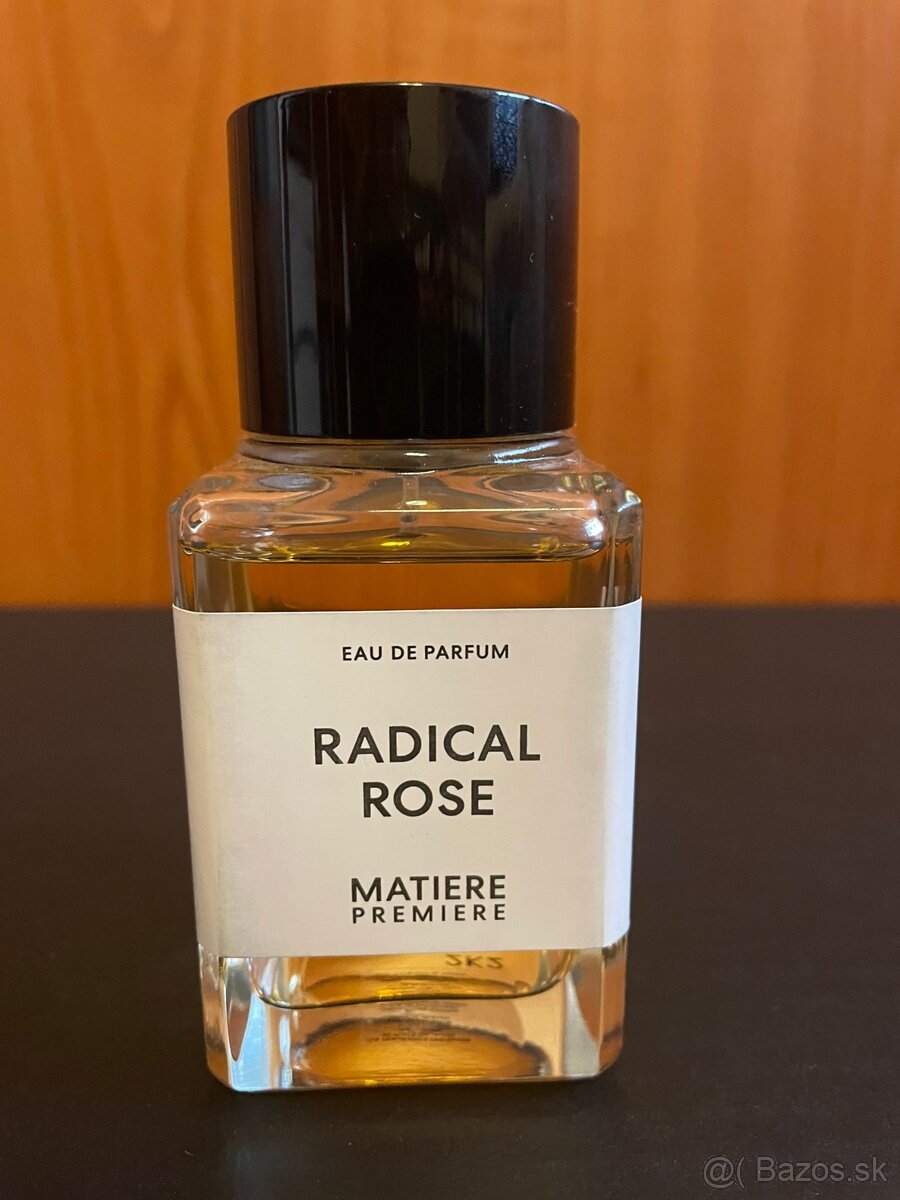 EAU DE PARFUM
RADICAL
ROSE
MATIERE
PREMIERE
@( Bazos.sk